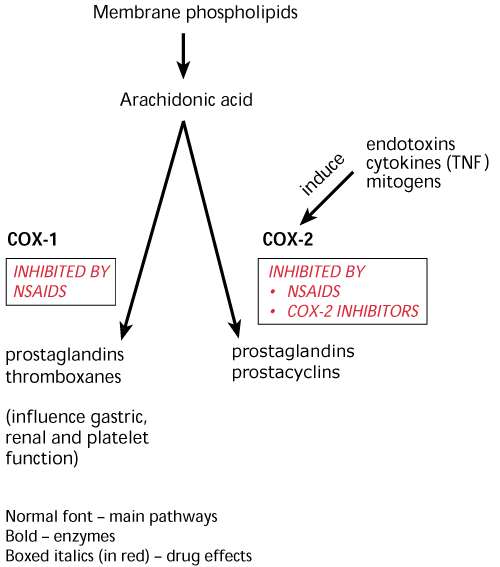 Membrane phospholipids
Arachidonic acid
endotoxins
cytokines (TNF)
mitogens
induce
COX-1
INHIBITED BY
NSAIDS
COX-2
INHIBITED BY
• NSAIDS
• COX-2 INHIBITORS
prostaglandins
thromboxanes
(influence gastric,
renal and platelet
function)
prostaglandins
prostacyclins
Normal font – main pathways
Bold – enzymes
Boxed italics (in red) – drug effects